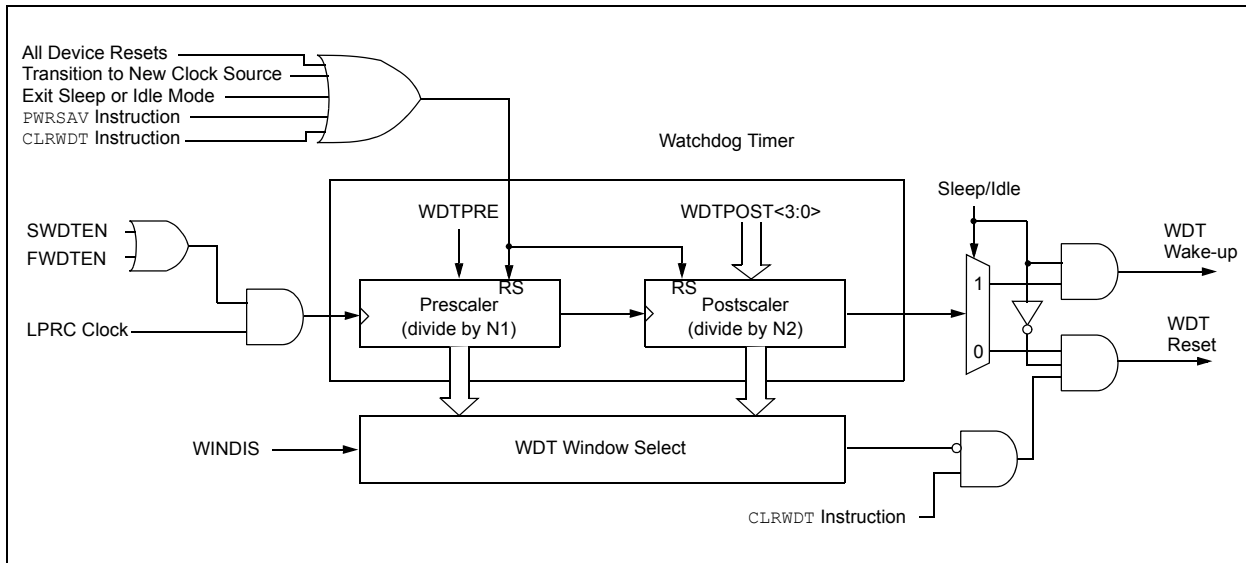 All Device Resets
Transition to New Clock Source
Exit Sleep or Idle Mode
PWRSAV Instruction
CLRWDT Instruction
Watchdog Timer
Sleep/Idle
SWDTEN
FWDTEN
WDTPRE
WDTPOST<3:0>
WDT
Wake-up
RS
RS
1
Prescaler
(divide by N1)
Postscaler
(divide by N2)
LPRC Clock
WDT
Reset
0
WINDIS
WDT Window Select
CLRWDT Instruction